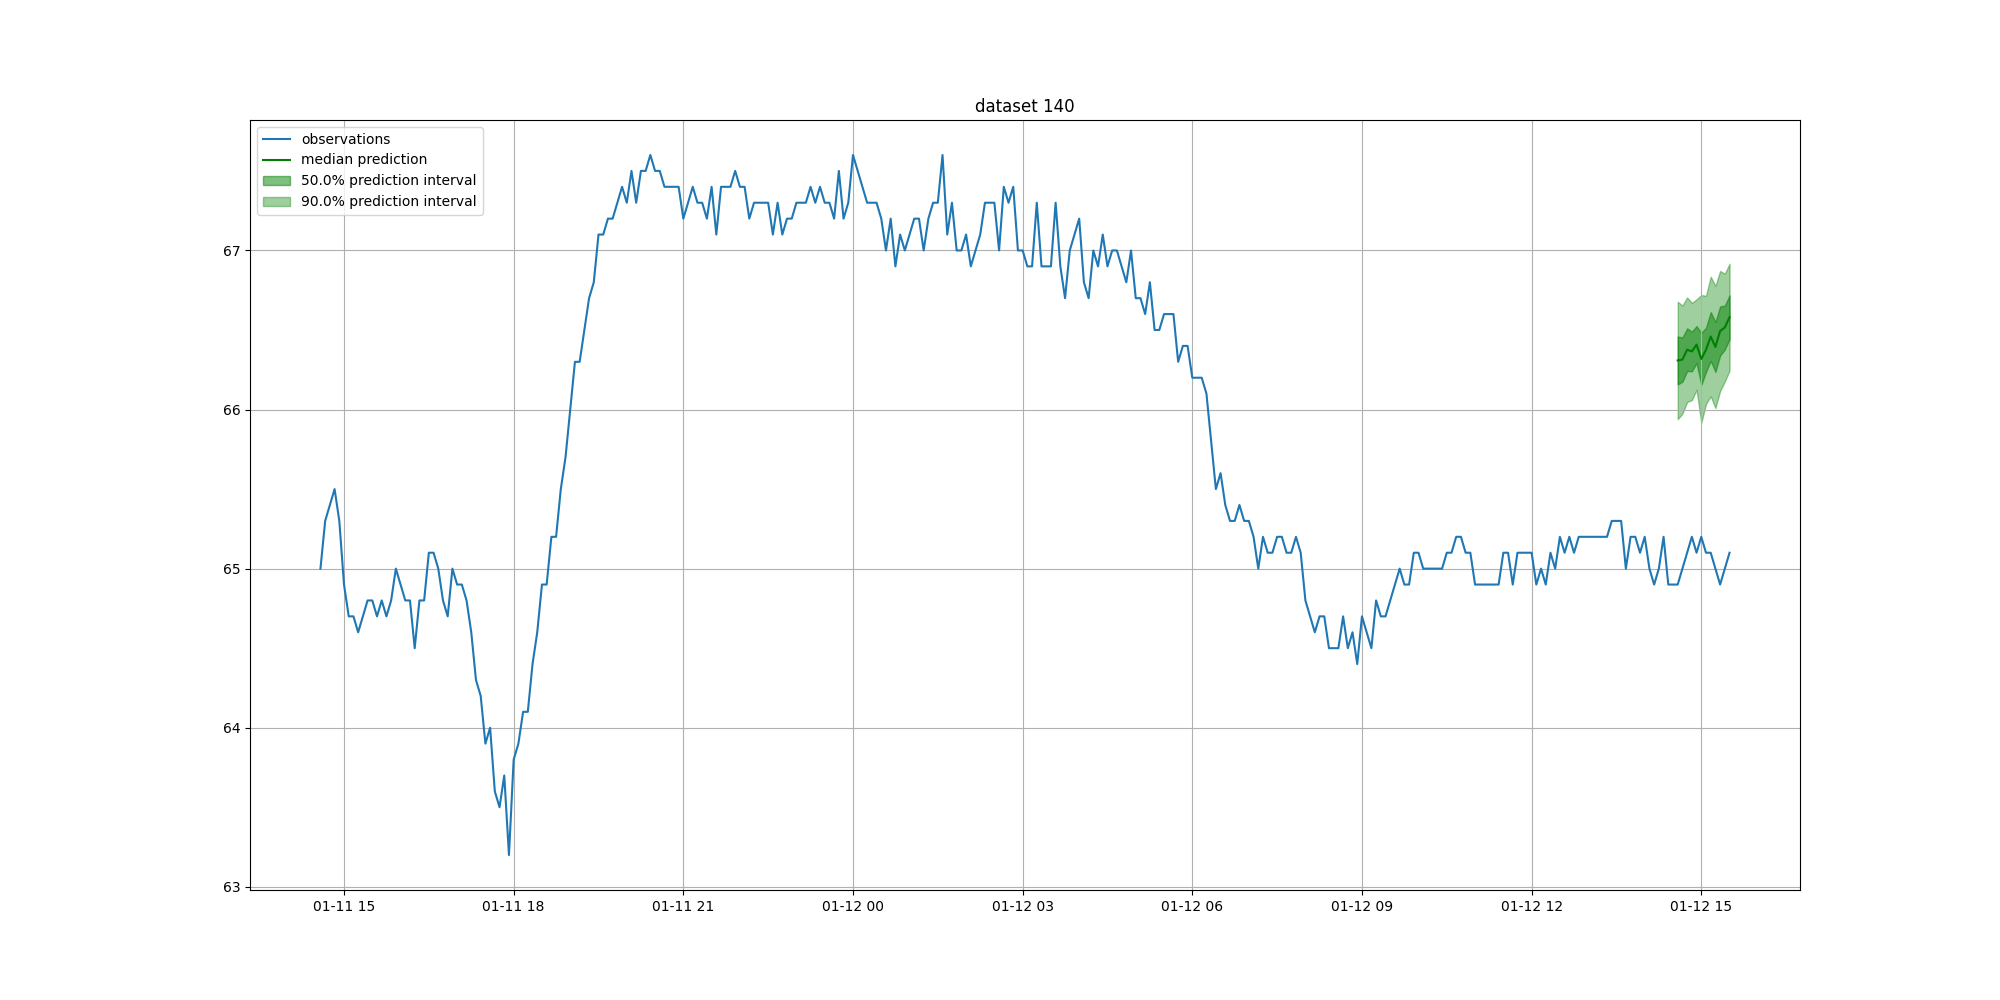 dataset 140
observations
median prediction
50.0% prediction interval
90.0% prediction interval
67
66
65
64
63
01-11 15
01-11 18
01-11 21
01-12 00
01-12 03
01-12 06
01-12 09
01-12 12
01-12 15